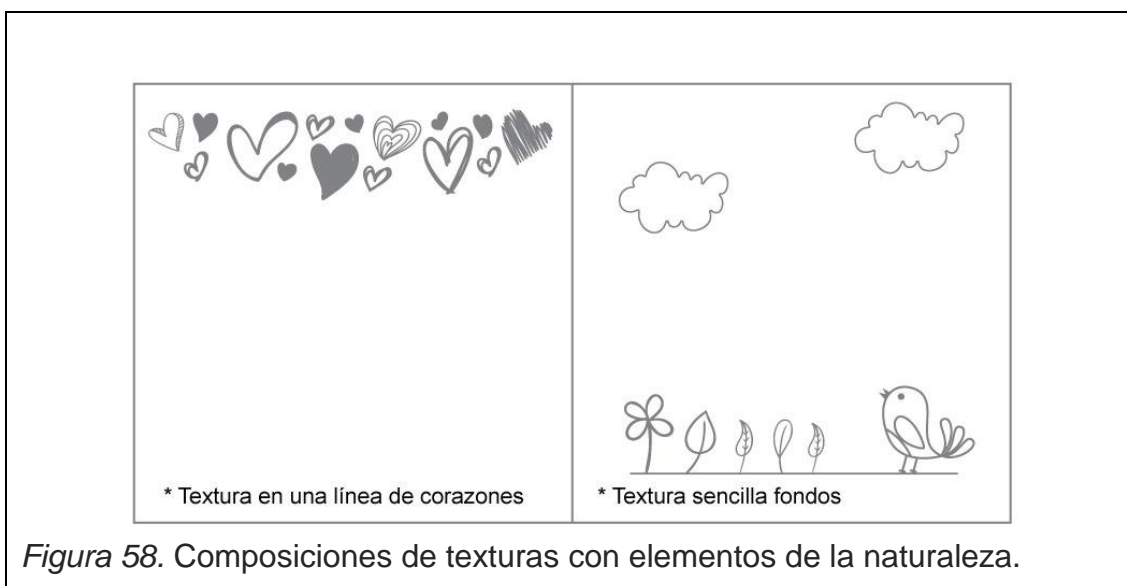 * Textura en una línea de corazones
* Textura sencilla fondos
Figura 58. Composiciones de texturas con elementos de la naturaleza.